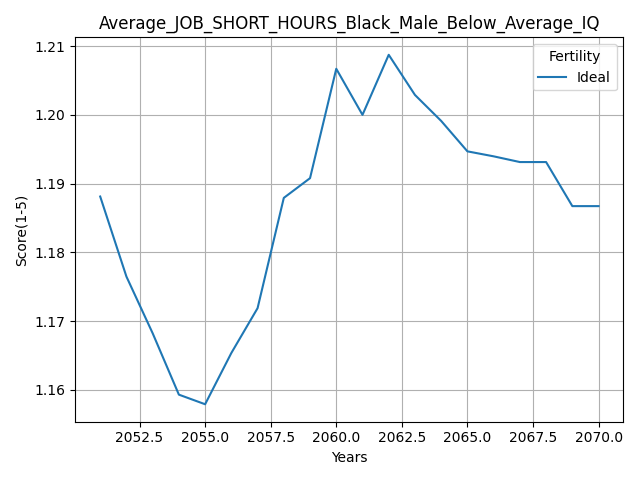 Average_JOB_SHORT_HOURS_Black_Male_Below_Average_IQ
Fertility
Ideal
Score(1-5)
1.21
1.20
1.19
1.18
1.17
1.16
2052.5 2055.0 2057.5 2060.0 2062.5 2065.0 2067.5 2070.0
Years